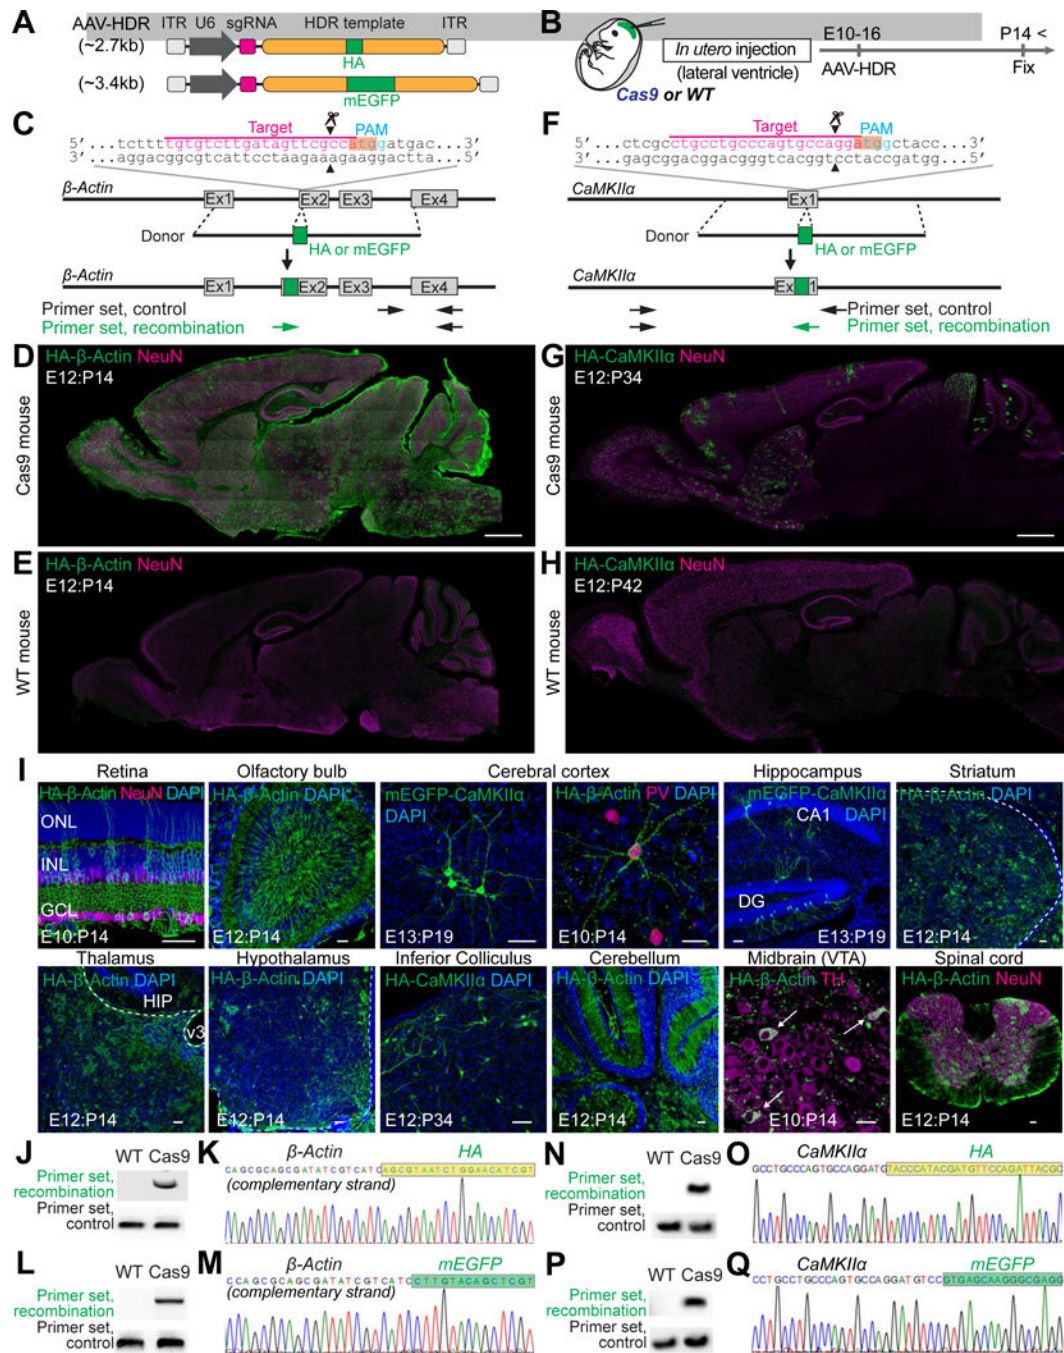 A
AAV-HDR ITR U6 sgRNA HDR template ITR
(~2.7kb)
HA
(~3.4kb)
mEGFP
B
In utero injection
(lateral ventricle)
Cas9 or WT
E10-16 P14 <
AAV-HDR Fix
C
Target PAM
5' ...tcttttgtgtcttgatagttcgccatggatgac...3'
3' ...aggacggcgtcattcctaagaaagaaggactta...5'
β-Actin
Ex1 Ex2 Ex3 Ex4
Donor
HA or mEGFP
β-Actin
Ex1 Ex2 Ex3 Ex4
Primer set, control
Primer set, recombination
F
Target PAM
5' ...ctcgcctgcctgcccagtgccaggatggctacc...3'
3' ...gagcggacggacgggtcacggtcctaccgatgg...5'
CaMKIIα
Ex1
Donor
HA or mEGFP
CaMKIIα
Ex 1
Primer set, control
Primer set, recombination
D
HA-β-Actin NeuN
E12:P14
Cas9 mouse
G
HA-CaMKIIα NeuN
E12:P34
Cas9 mouse
E
HA-β-Actin NeuN
E12:P14
WT mouse
H
HA-CaMKIIα NeuN
E12:P42
WT mouse
I
Retina Olfactory bulb Cerebral cortex Hippocampus Striatum
HA-β-Actin NeuN DAPI
ONL
INL
GCL
E10:P14
HA-β-Actin DAPI
E12:P14
mEGFP-CaMKIIα
DAPI
E13:P19
HA-β-Actin PV DAPI
E10:P14
mEGFP-CaMKIIα
CA1 DAPI
DG
E13:P19
HA-β-Actin DAPI
E12:P14
Thalamus Hypothalamus Inferior Colliculus Cerebellum Midbrain (VTA) Spinal cord
HA-β-Actin DAPI
HIP
v3
E12:P14
HA-β-Actin DAPI
E12:P14
HA-CaMKIIα DAPI
E12:P34
HA-β-Actin DAPI
E12:P14
HA-β-Actin TH
E10:P14
HA-β-Actin NeuN
E12:P14
J
WT Cas9
Primer set,
recombination
Primer set,
control
K
β-Actin HA
CAGCGCAGCGATATCGTCATCAGCGTAATCTGGAACATCGT
(complementary strand)
N
WT Cas9
Primer set,
recombination
Primer set,
control
O
CaMKIIα HA
GCCTGCCCAGTGCCAGGATGTACCCATACGATGTTCCAGATTACGC
L
WT Cas9
Primer set,
recombination
Primer set,
control
M
β-Actin mEGFP
CCAGCGCAGCGATATCGTCATCCTTGTACAGCTCGT
(complementary strand)
P
WT Cas9
Primer set,
recombination
Primer set,
control
Q
CaMKIIα mEGFP
CCTGCCTGCCCAGTGCCAGGATGTCCGTGAGCAAGGGCGAGG